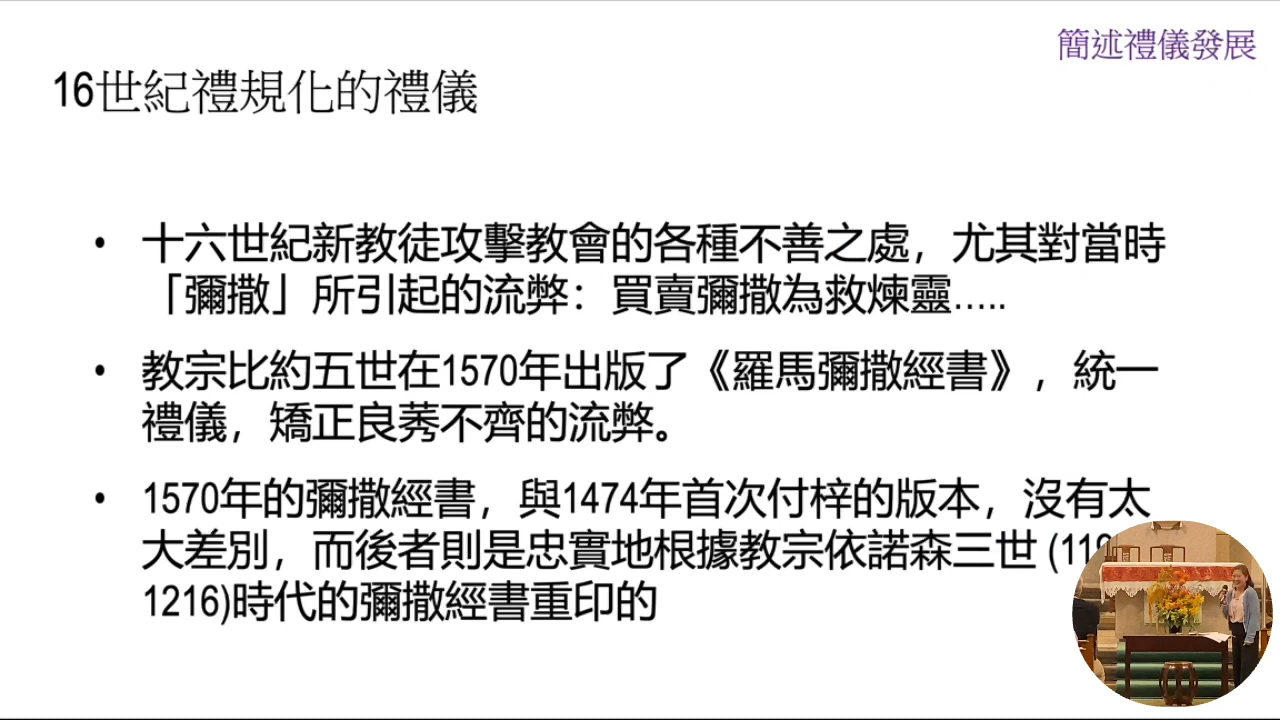 簡述禮儀發展
16世紀禮規化的禮儀
• 十六世紀新教徒攻擊教會的各種不善之處，尤其對當時
「彌撒」所引起的流弊：買賣彌撒為救煉靈.....
• 教宗比約五世在1570年出版了《羅馬彌撒經書》，統一
禮儀，矯正良莠不齊的流弊。
• 1570年的彌撒經書，與1474年首次付梓的版本，沒有太
大差別，而後者則是忠實地根據教宗依諾森三世 (11
1216)時代的彌撒經書重印的